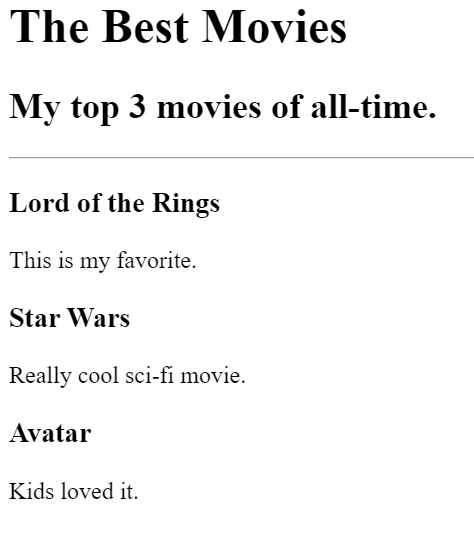 The Best Movies
My top 3 movies of all-time.
Lord of the Rings
This is my favorite.
Star Wars
Really cool sci-fi movie.
Avatar
Kids loved it.